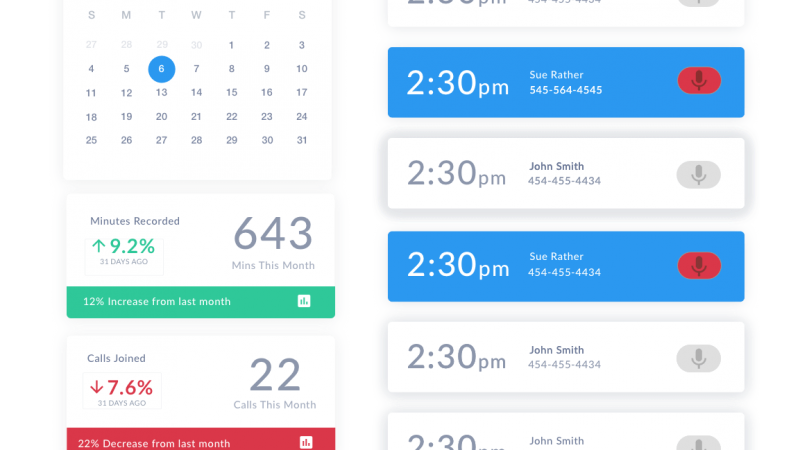 S M T W T F S
27 28 29 30 1 2 3
4 5 6 7 8 9 10
11 12 13 14 15 16 17
18 19 20 21 22 23 24
25 26 27 28 29 30 31
Minutes Recorded
9.2%
31 DAYS AGO
643
Mins This Month
12% Increase from last month
Calls Joined
7.6%
31 DAYS AGO
22
Calls This Month
22% Decrease from last month
454-455-4434
2:30pm
Sue Rather
545-564-4545
2:30pm
John Smith
454-455-4434
2:30pm
Sue Rather
454-455-4434
2:30pm
John Smith
454-455-4434
2:30pm
John Smith